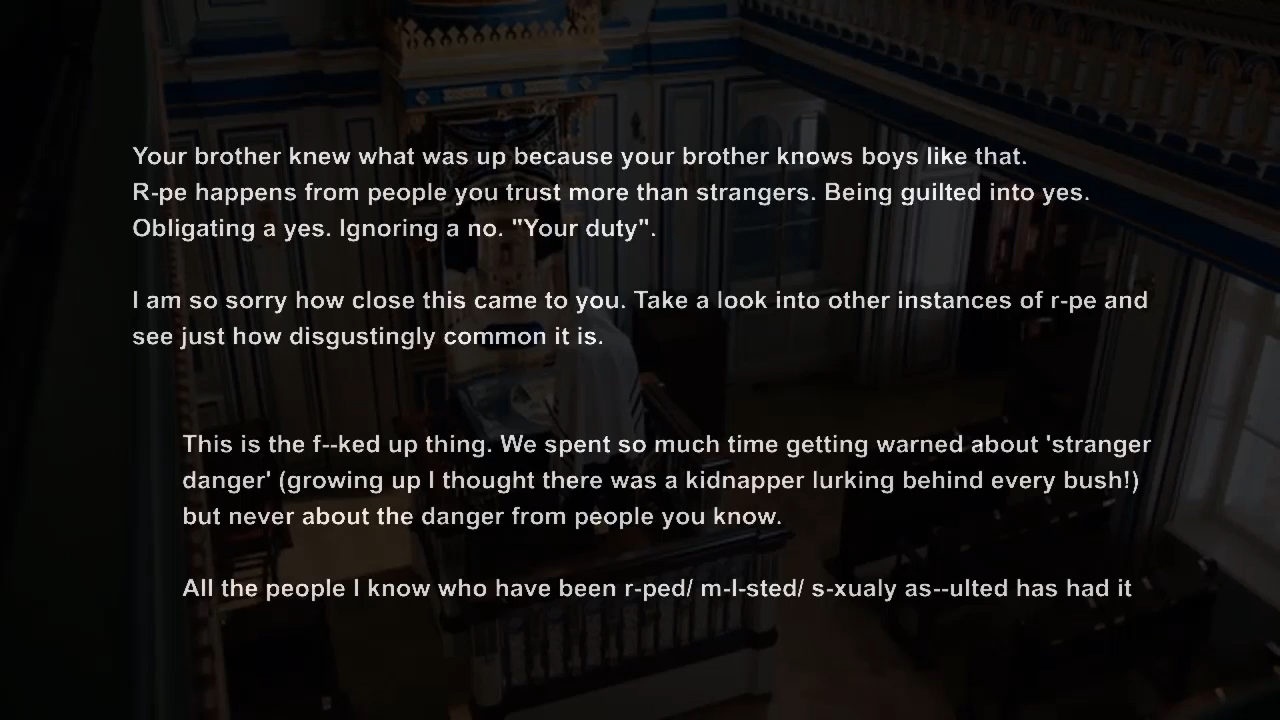 Your brother knew what was up because your brother knows boys like that.
R-pe happens from people you trust more than strangers. Being guilted into yes.
Obligating a yes. Ignoring a no. "Your duty".
I am so sorry how close this came to you. Take a look into other instances of r-pe and
see just how disgustingly common it is.
This is the f--ked up thing. We spent so much time getting warned about 'stranger
danger' (growing up I thought there was a kidnapper lurking behind every bush!)
but never about the danger from people you know.
All the people I know who have been r-ped/ m-l-sted/ s-xualy as--ulted has had it